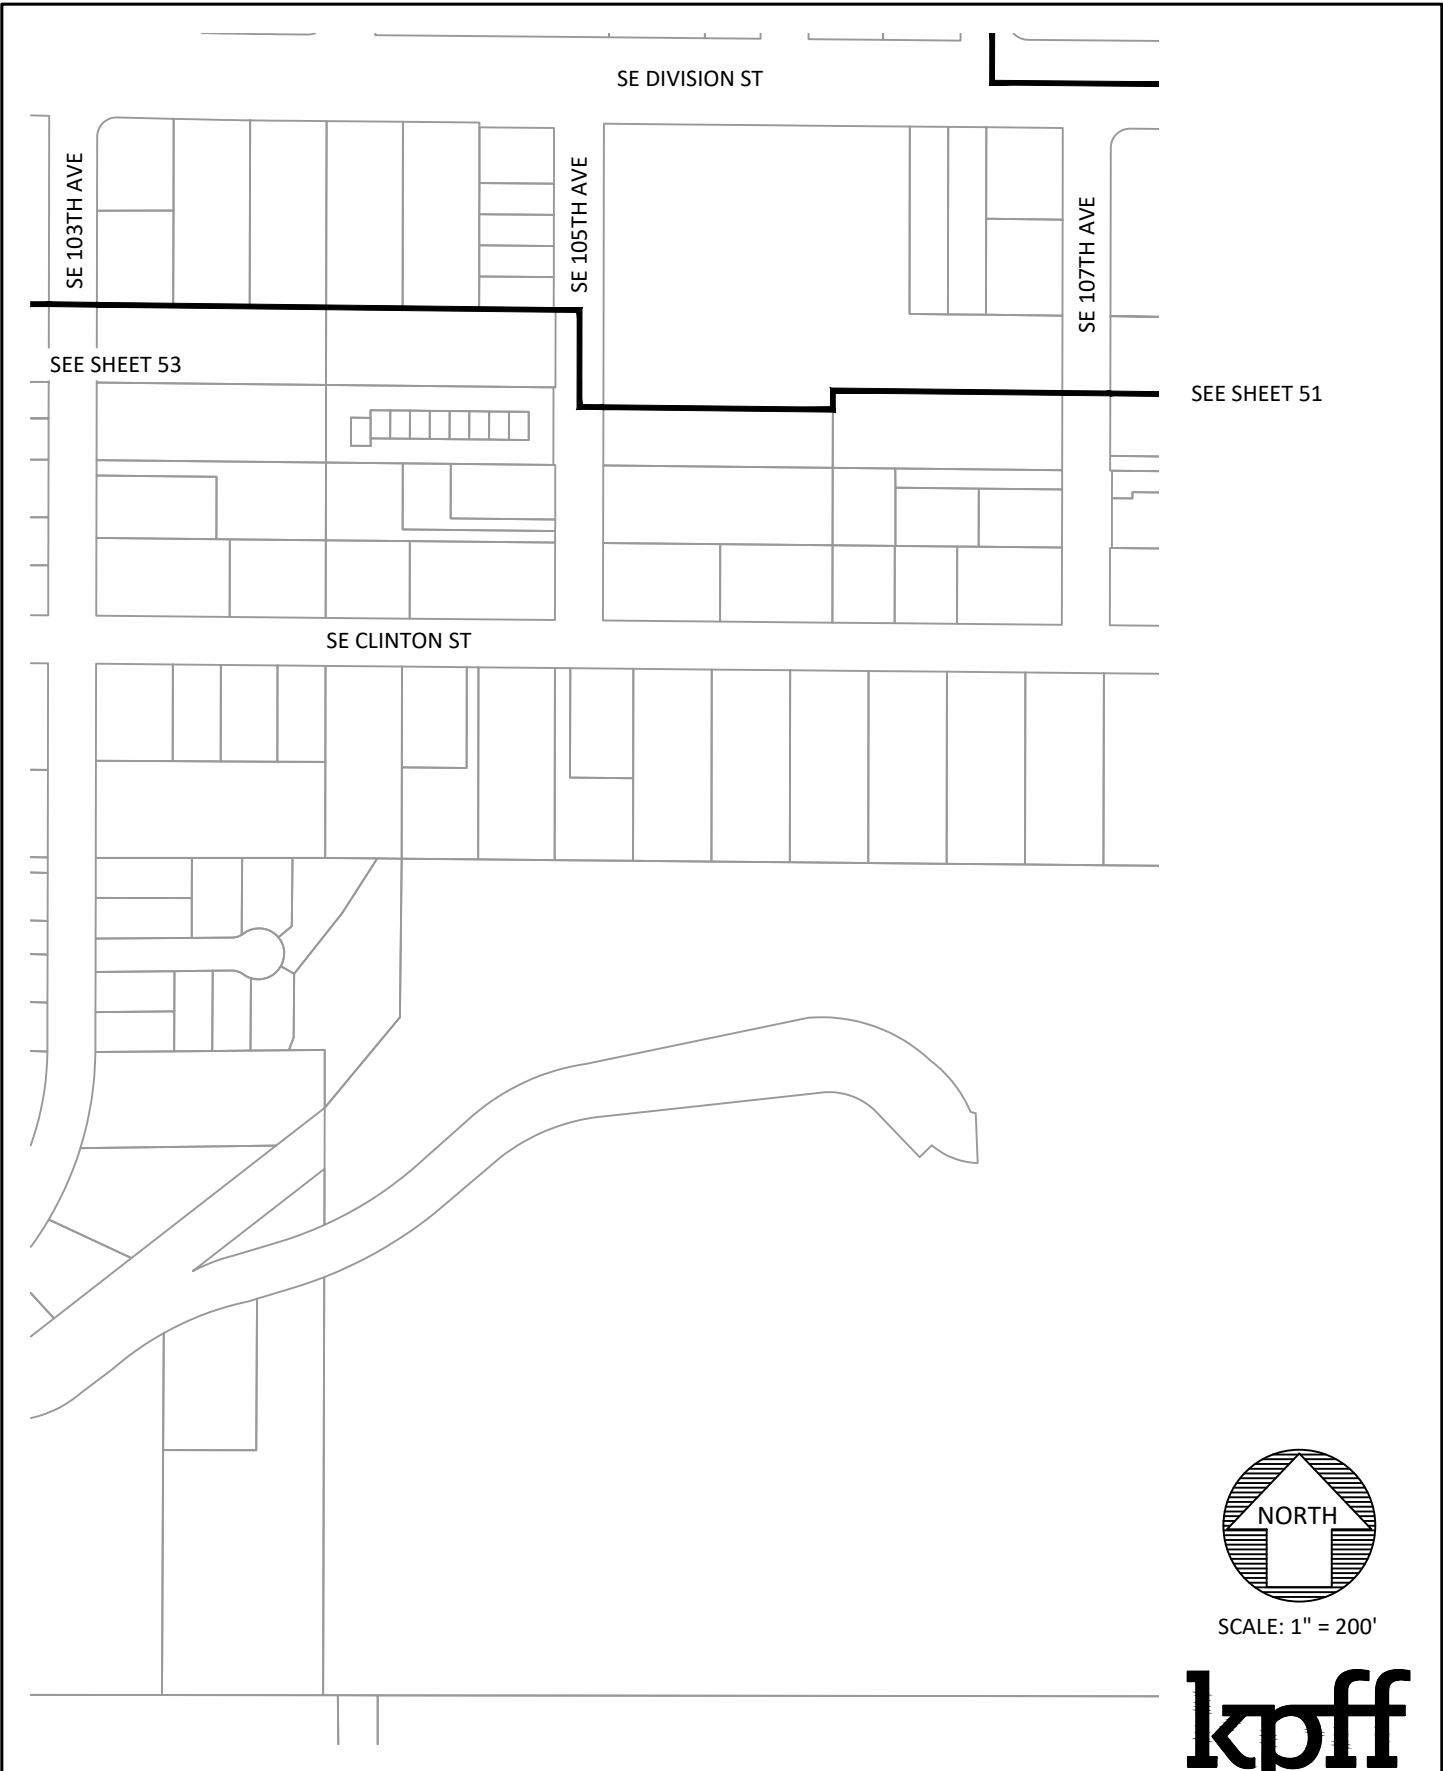 SE DIVISION ST
SE 103TH AVE
SE 105TH AVE
SE 107TH AVE
SEE SHEET 53
SEE SHEET 51
SE CLINTON ST
NORTH
SCALE: 1" = 200'
kpff